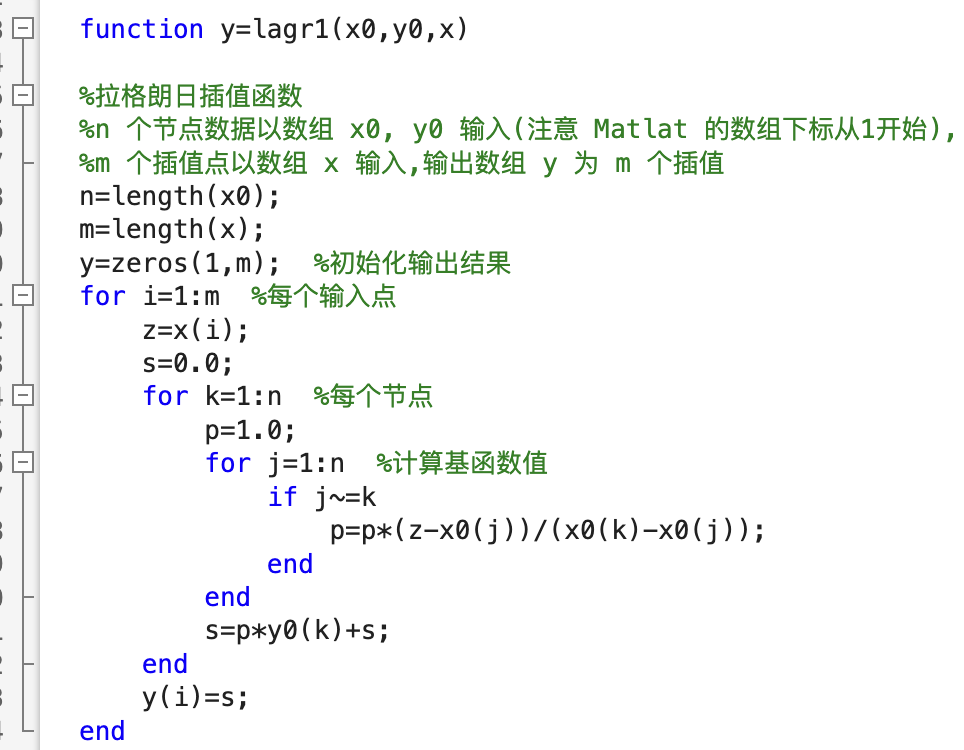 function y=lagr1(x0,y0,x)
%拉格朗日插值函数
%n 个节点数据以数组 x0, y0 输入(注意 Matlat 的数组下标从1开始),
%m 个插值点以数组 x 输入,输出数组 y 为 m 个插值
n=length(x0);
m=length(x);
y=zeros(1,m);  %初始化输出结果
for i=1:m  %每个输入点
    z=x(i);
    s=0.0;
    for k=1:n  %每个节点
        p=1.0;
        for j=1:n  %计算基函数值
            if j~=k
                p=p*(z-x0(j))/(x0(k)-x0(j));
            end
        end
        s=p*y0(k)+s;
    end
    y(i)=s;
end